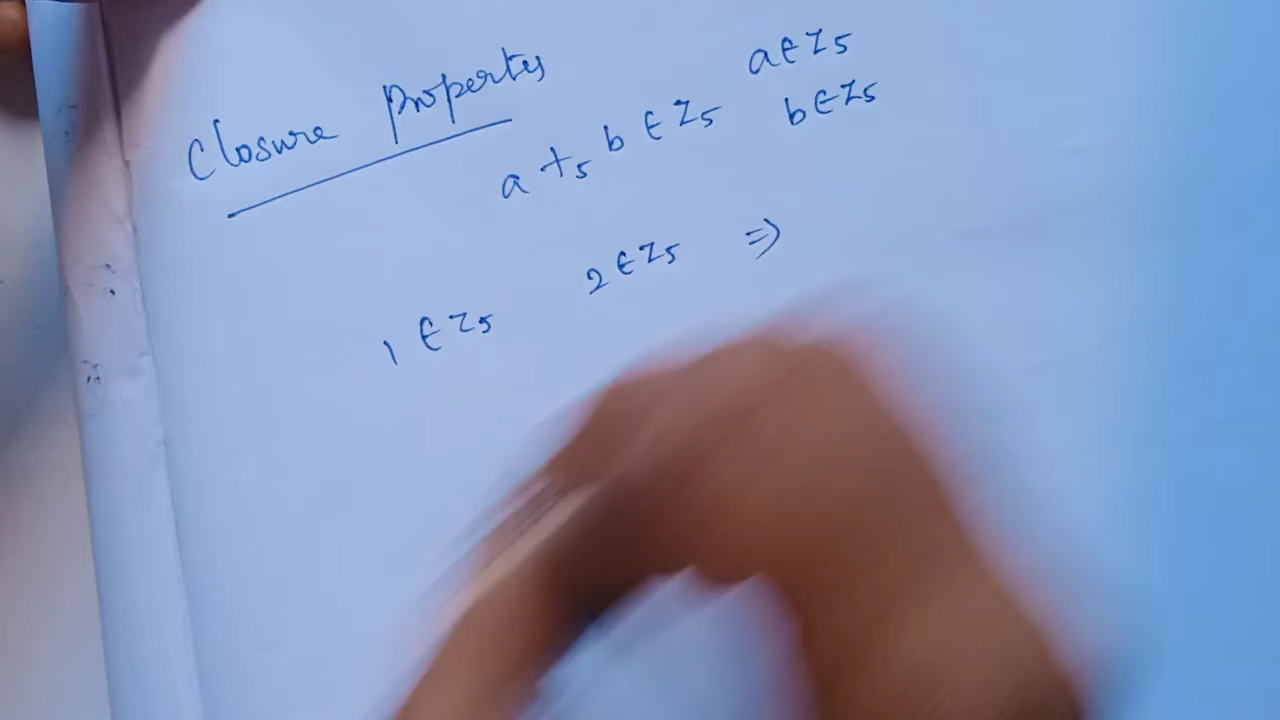 Closure Property
a +₅ b ∈ Z₅ a ∈ Z₅
b ∈ Z₅
1 ∈ Z₅ 2 ∈ Z₅ ⇒